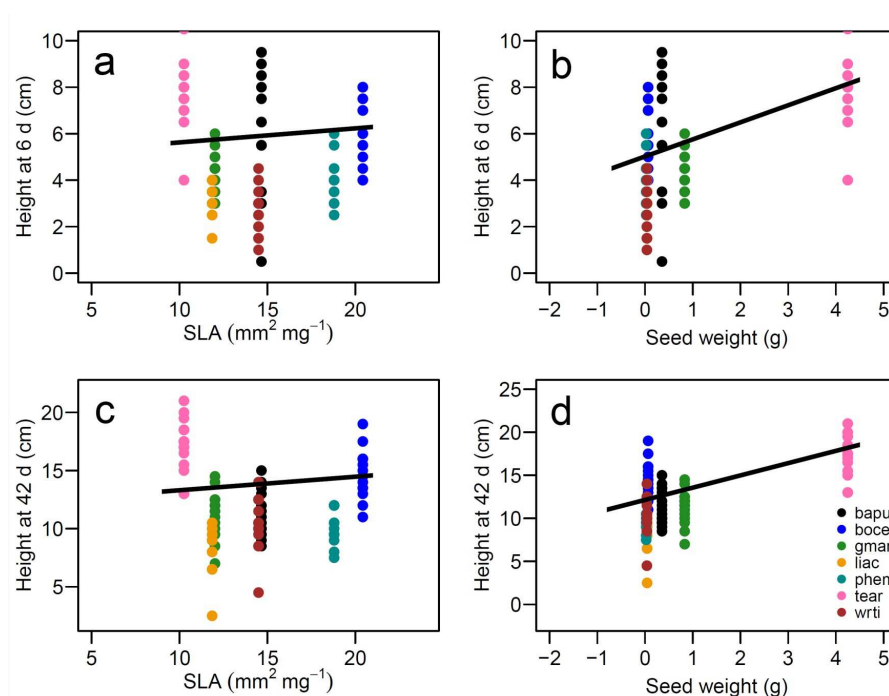 a
Height at 6 d (cm)
10
8
6
4
2
0
5 10 15 20
SLA (mm² mg⁻¹)
b
Height at 6 d (cm)
10
8
6
4
2
0
−2 −1 0 1 2 3 4 5
Seed weight (g)
c
Height at 42 d (cm)
20
15
10
5
5 10 15 20
SLA (mm² mg⁻¹)
d
Height at 42 d (cm)
25
20
15
10
5
0
bapu
boce
gmar
liac
phem
tear
wrti
−2 −1 0 1 2 3 4 5
Seed weight (g)